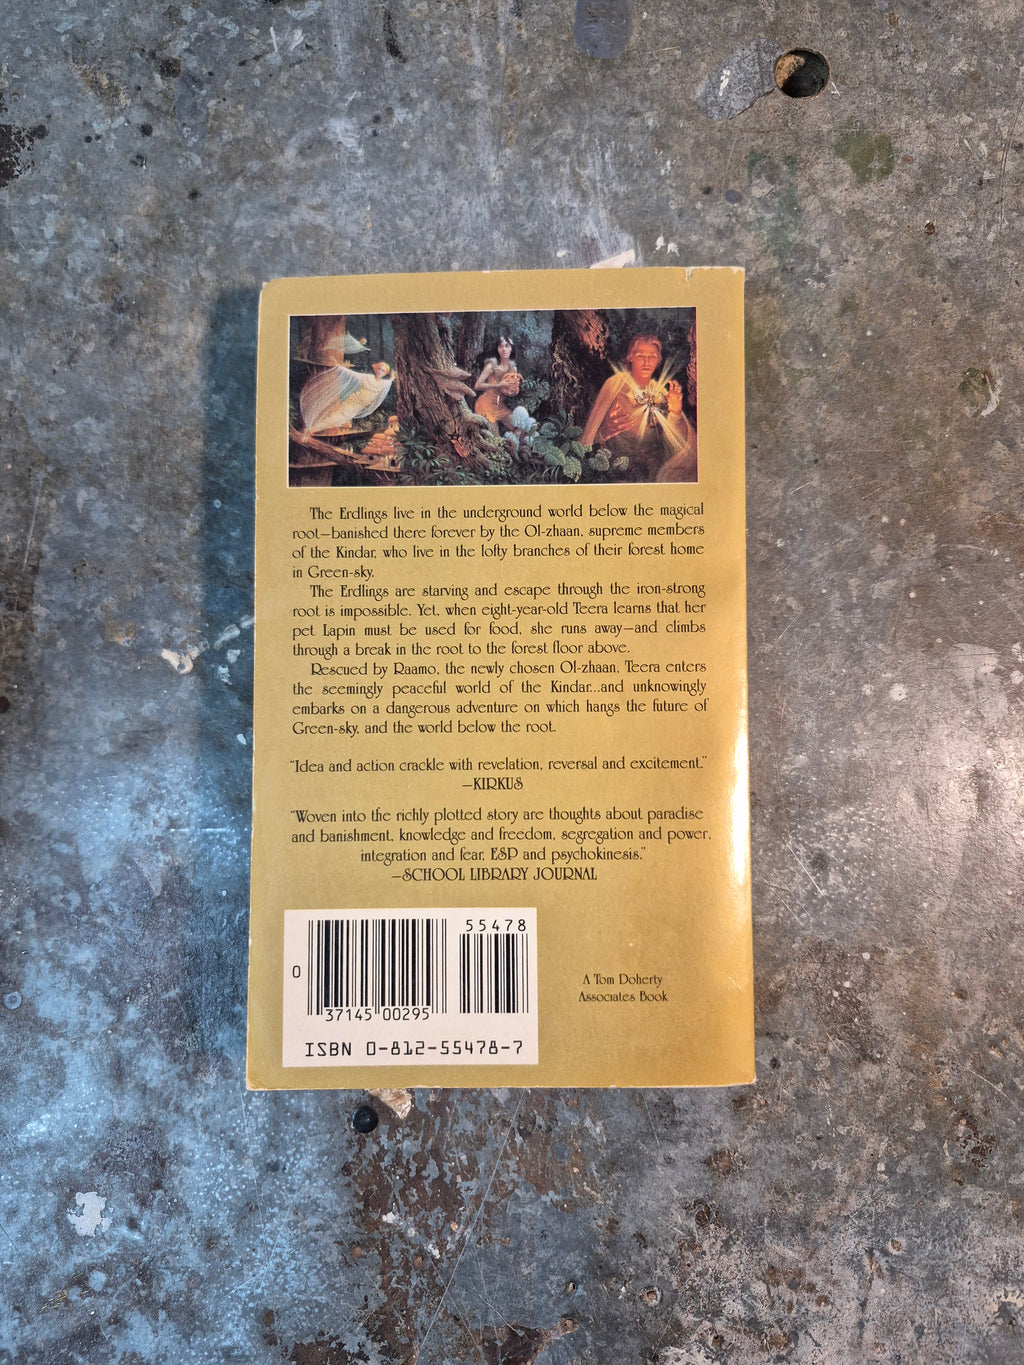 The Erdlings live in the underground world below the magical
root—banished there forever by the Ol-zhaan, supreme members
of the Kindar, who live in the lofty branches of their forest home
in Green-sky.
The Erdlings are starving and escape through the iron-strong
root is impossible. Yet, when eight-year-old Teera learns that her
pet Lapin must be used for food, she runs away—and climbs
through a break in the root to the forest floor above.
Rescued by Raamo, the newly chosen Ol-zhaan, Teera enters
the seemingly peaceful world of the Kindar...and unknowingly
embarks on a dangerous adventure on which hangs the future of
Green-sky, and the world below the root.
"Idea and action crackle with revelation, reversal and excitement."
—KIRKUS
"Woven into the richly plotted story are thoughts about paradise
and banishment, knowledge and freedom, segregation and power,
integration and fear, ESP and psychokinesis."
—SCHOOL LIBRARY JOURNAL
55478
0
37145 00295
ISBN 0-812-55478-7
A Tom Doherty
Associates Book